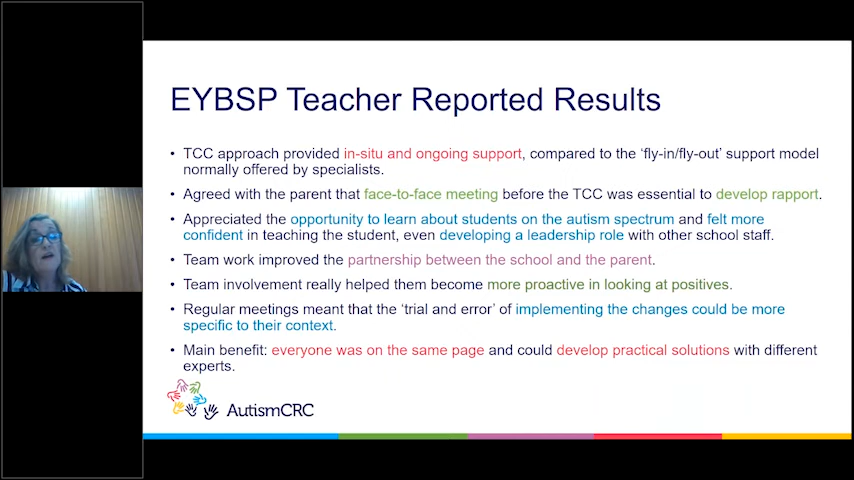 EYBSP Teacher Reported Results
• TCC approach provided in-situ and ongoing support, compared to the ‘fly-in/fly-out’ support model
normally offered by specialists.
• Agreed with the parent that face-to-face meeting before the TCC was essential to develop rapport.
• Appreciated the opportunity to learn about students on the autism spectrum and felt more
confident in teaching the student, even developing a leadership role with other school staff.
• Team work improved the partnership between the school and the parent.
• Team involvement really helped them become more proactive in looking at positives.
• Regular meetings meant that the ‘trial and error’ of implementing the changes could be more
specific to their context.
• Main benefit: everyone was on the same page and could develop practical solutions with different
experts.
AutismCRC